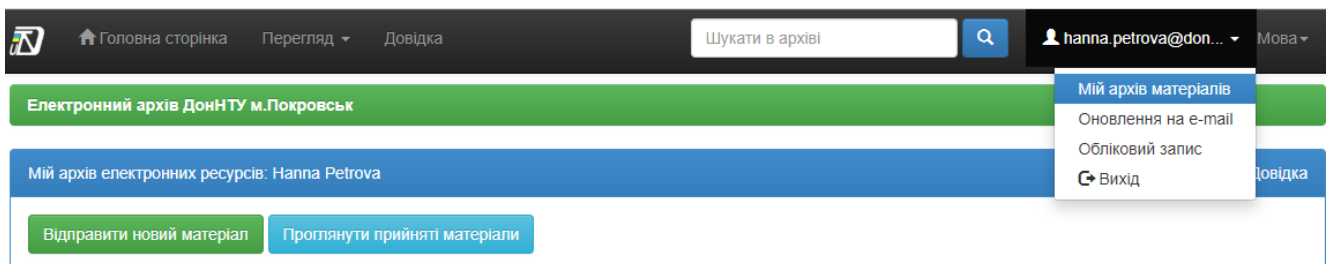 Головна сторінка Перегляд Довідка Шукати в архіві hanna.petrova@don... Мова
Мій архів матеріалів
Електронний архів ДонНТУ м.Покровськ
Оновлення на e-mail
Обліковий запис
Мій архів електронних ресурсів: Hanna Petrova Довідка
Вихід
Відправити новий матеріал Проглянути прийняті матеріали